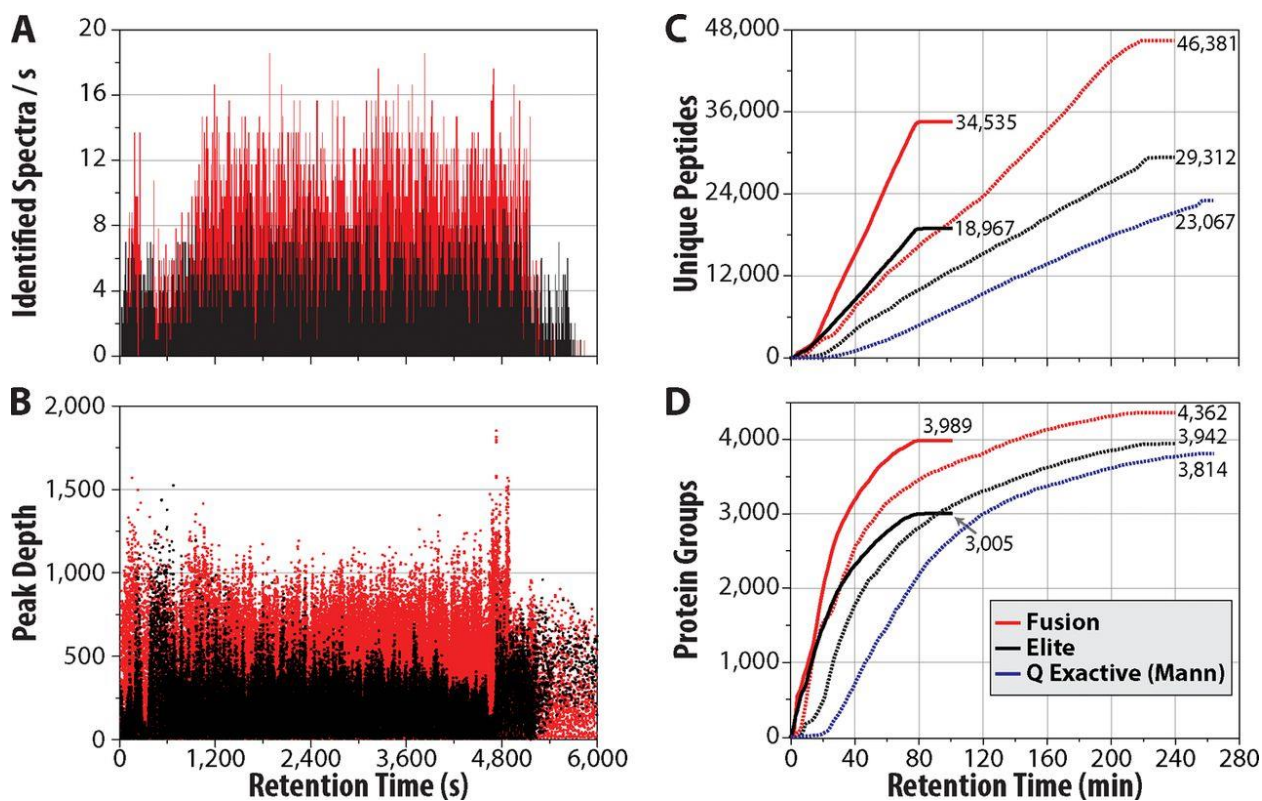 A
Identified Spectra / s
20
16
12
8
4
0
B
Peak Depth
2,000
1,500
1,000
500
0
0 1,200 2,400 3,600 4,800 6,000
Retention Time (s)
C
Unique Peptides
48,000
36,000
24,000
12,000
0
46,381
34,535
29,312
23,067
18,967
D
Protein Groups
4,000
3,000
2,000
1,000
0
3,989
4,362
3,942
3,814
3,005
Fusion
Elite
Q Exactive (Mann)
0 40 80 120 160 200 240 280
Retention Time (min)